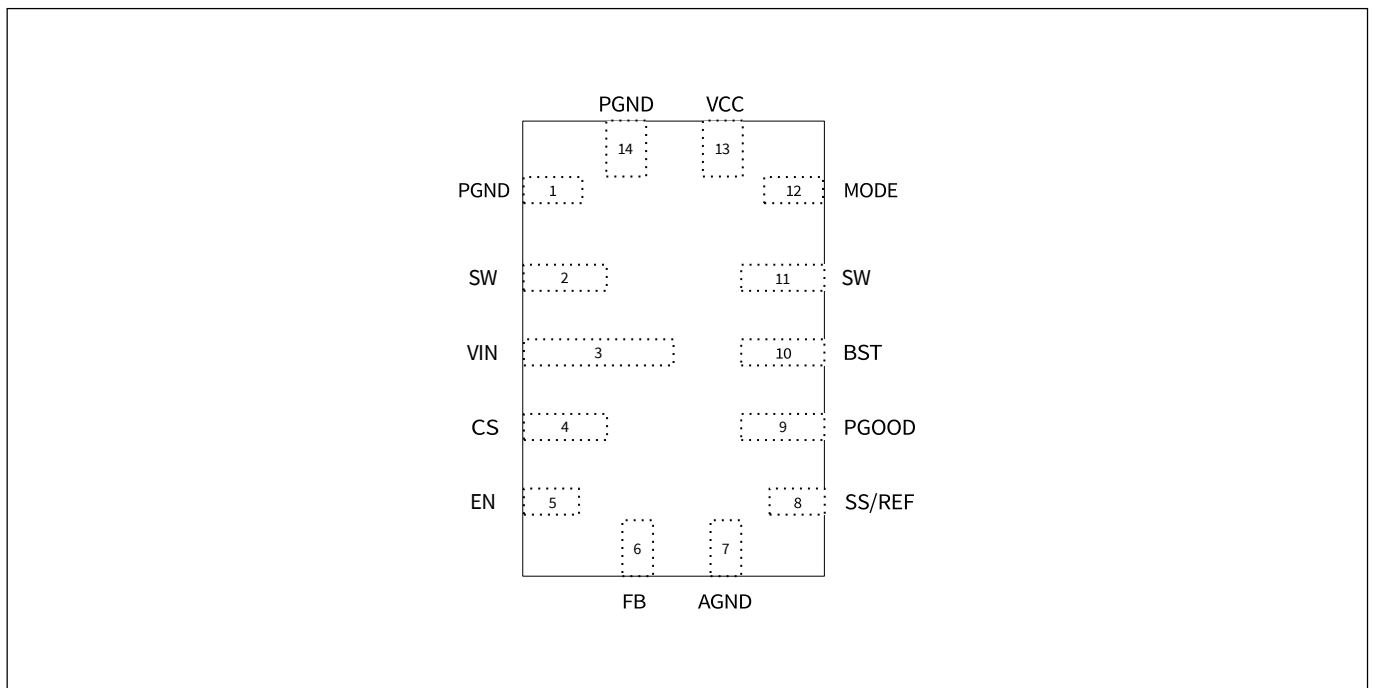 PGND VCC
14 13
PGND 1 12 MODE
SW 2 11 SW
VIN 3 10 BST
CS 4 9 PGOOD
EN 5 8 SS/REF
6 7
FB AGND